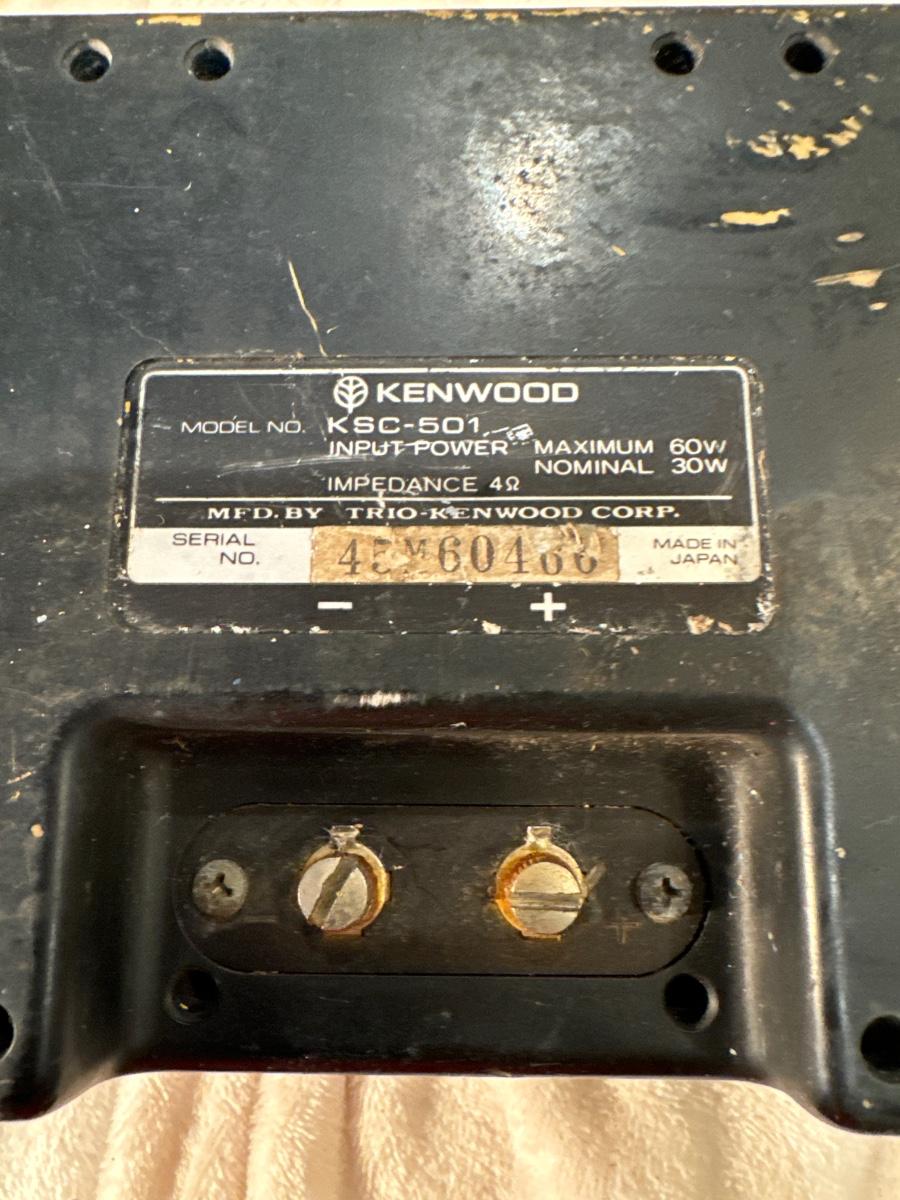 KENWOOD
MODEL NO. KSC-501
INPUT POWER MAXIMUM 60W
NOMINAL 30W
IMPEDANCE 4Ω
MFD. BY TRIO-KENWOOD CORP.
SERIAL NO. 45M60466 MADE IN JAPAN
− +
− +